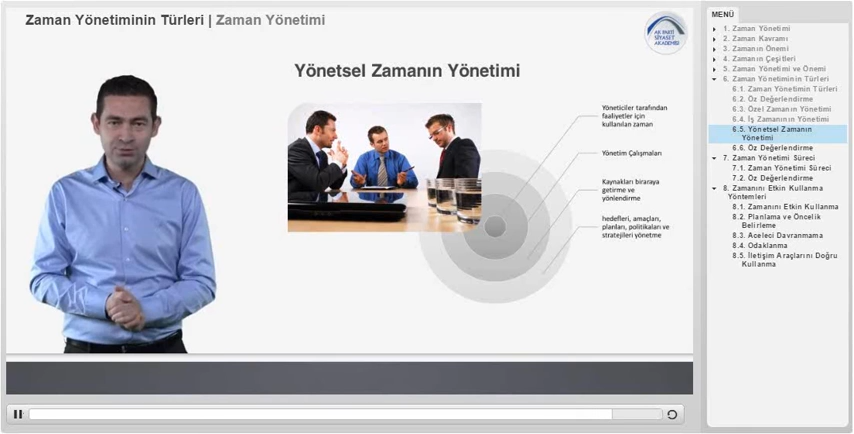 Zaman Yönetiminin Türleri | Zaman Yönetimi
AK PARTİ
SİYASET
AKADEMİSİ
Yönetsel Zamanın Yönetimi
Yöneticiler tarafından
faaliyetler için
kullanılan zaman
Yönetim Çalışmaları
Kaynakları biraraya
getirme ve
yönlendirme
hedefleri, amaçları,
planları, politikaları ve
stratejileri yönetme
MENÜ
1. Zaman Yönetimi
2. Zaman Kavramı
3. Zamanın Önemi
4. Zamanın Çeşitleri
5. Zaman Yönetimi ve Önemi
6. Zaman Yönetiminin Türleri
6.1. Zaman Yönetimin Türleri
6.2. Öz Değerlendirme
6.3. Özel Zamanın Yönetimi
6.4. İş Zamanının Yönetimi
6.5. Yönetsel Zamanın
Yönetimi
6.6. Öz Değerlendirme
7. Zaman Yönetimi Süreci
7.1. Zaman Yönetimi Süreci
7.2. Öz Değerlendirme
8. Zamanını Etkin Kullanma
Yöntemleri
8.1. Zamanını Etkin Kullanma
8.2. Planlama ve Öncelik
Belirleme
8.3. Aceleci Davranmama
8.4. Odaklanma
8.5. İletişim Araçlarını Doğru
Kullanma